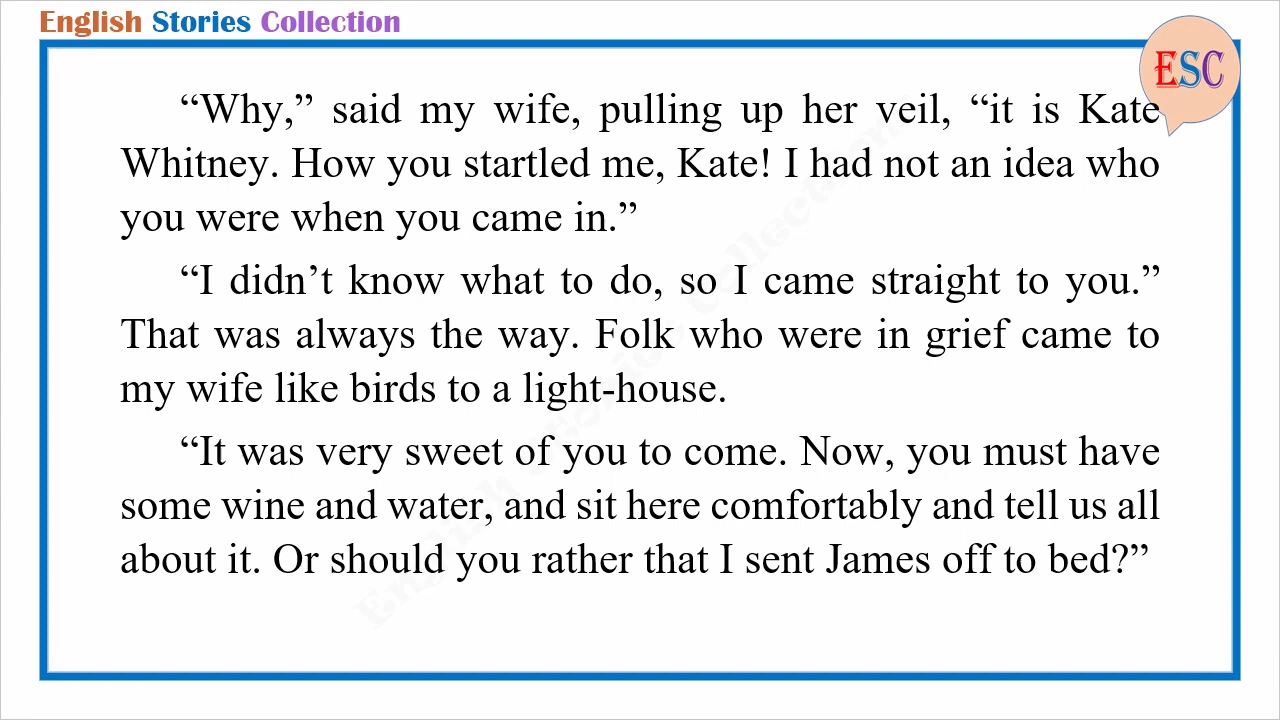 English Stories Collection
ESC
“Why,” said my wife, pulling up her veil, “it is Kate
Whitney. How you startled me, Kate! I had not an idea who
you were when you came in.”
“I didn’t know what to do, so I came straight to you.”
That was always the way. Folk who were in grief came to
my wife like birds to a light-house.
“It was very sweet of you to come. Now, you must have
some wine and water, and sit here comfortably and tell us all
about it. Or should you rather that I sent James off to bed?”
English Stories Collection